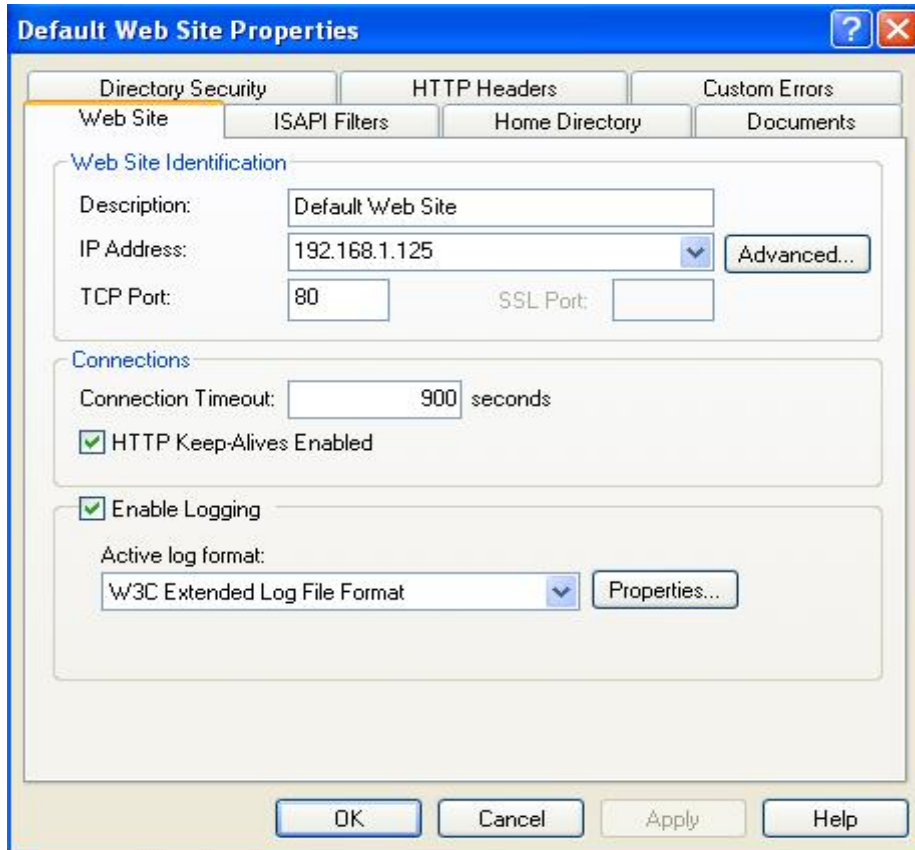 Default Web Site Properties
?
Directory Security HTTP Headers Custom Errors
Web Site ISAPI Filters Home Directory Documents
Web Site Identification
Description: Default Web Site
IP Address: 192.168.1.125 Advanced...
TCP Port: 80 SSL Port:
Connections
Connection Timeout: 900 seconds
HTTP Keep-Alives Enabled
Enable Logging
Active log format:
W3C Extended Log File Format Properties...
OK Cancel Apply Help